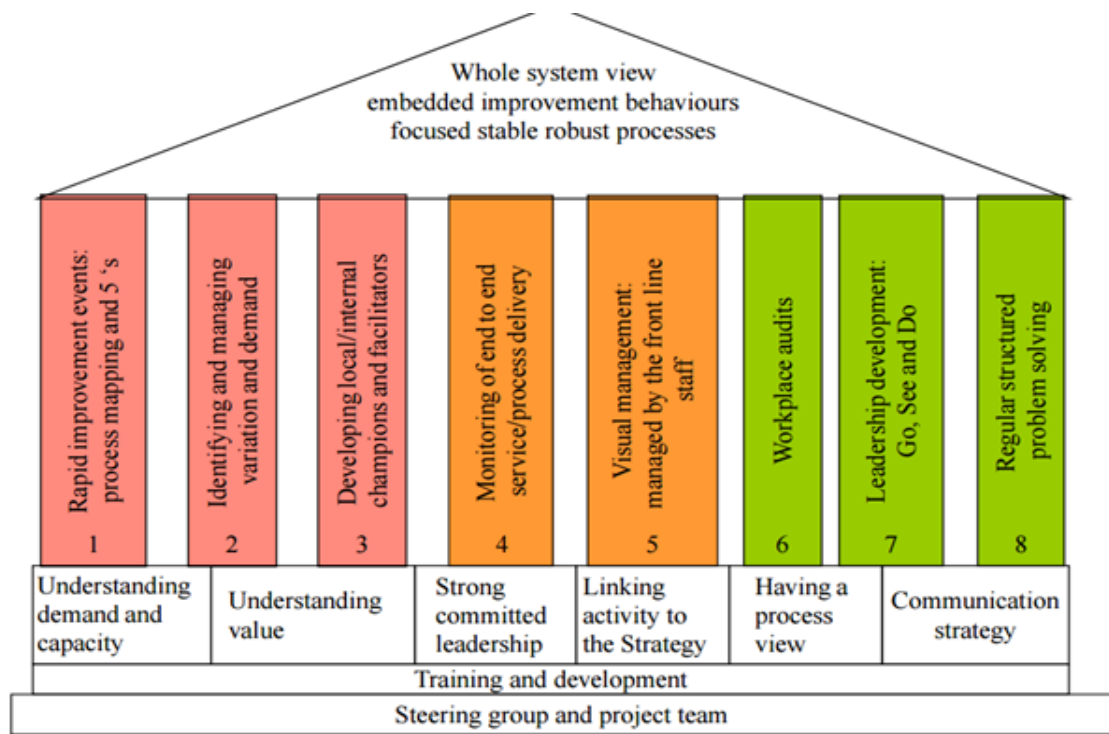 Whole system view
embedded improvement behaviours
focused stable robust processes
Rapid improvement events:
process mapping and 5 ‘s
1
Identifying and managing
variation and demand
2
Developing local/internal
champions and facilitators
3
Monitoring of end to end
service/process delivery
4
Visual management:
managed by the front line
staff
5
Workplace audits
6
Leadership development:
Go, See and Do
7
Regular structured
problem solving
8
Understanding
demand and
capacity
Understanding
value
Strong
committed
leadership
Linking
activity to
the Strategy
Having a
process
view
Communication
strategy
Training and development
Steering group and project team